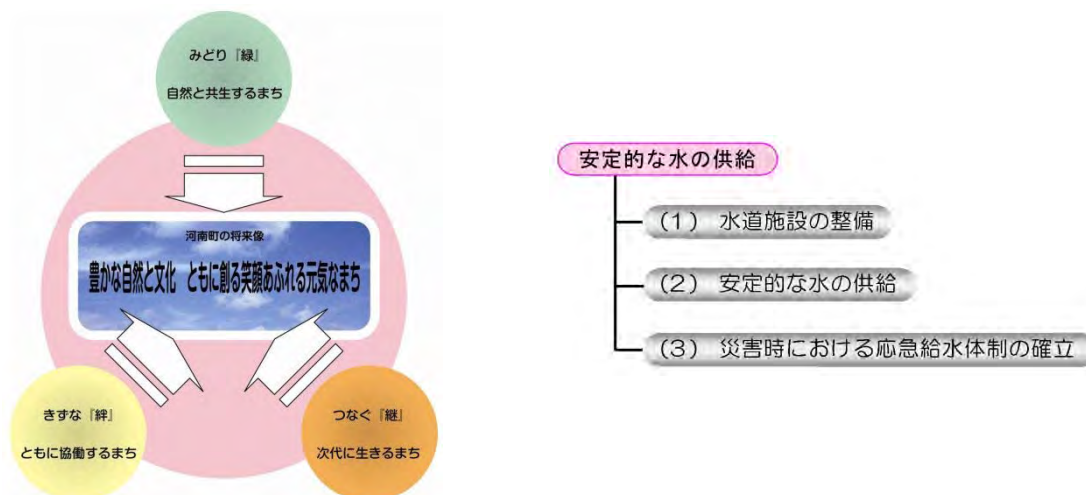 みどり『緑』
自然と共生するまち
河南町の将来像
豊かな自然と文化　ともに創る笑顔あふれる元気なまち
きずな『絆』
ともに協働するまち
つなぐ『継』
次代に生きるまち
安定的な水の供給
(1)　水道施設の整備
(2)　安定的な水の供給
(3)　災害時における応急給水体制の確立